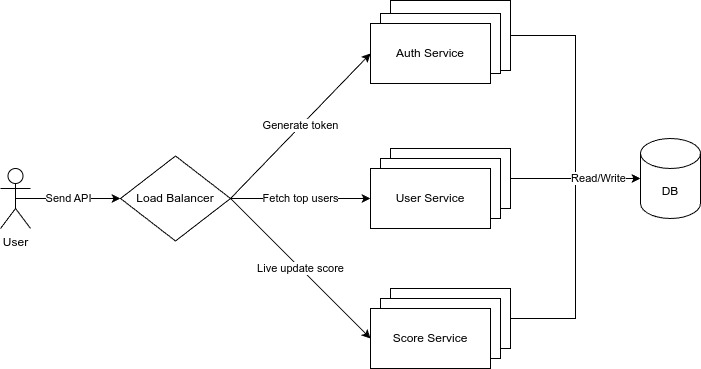 Auth Service
Generate token
Send API
Load Balancer
Fetch top users
User Service
Read/Write
DB
User
Live update score
Score Service